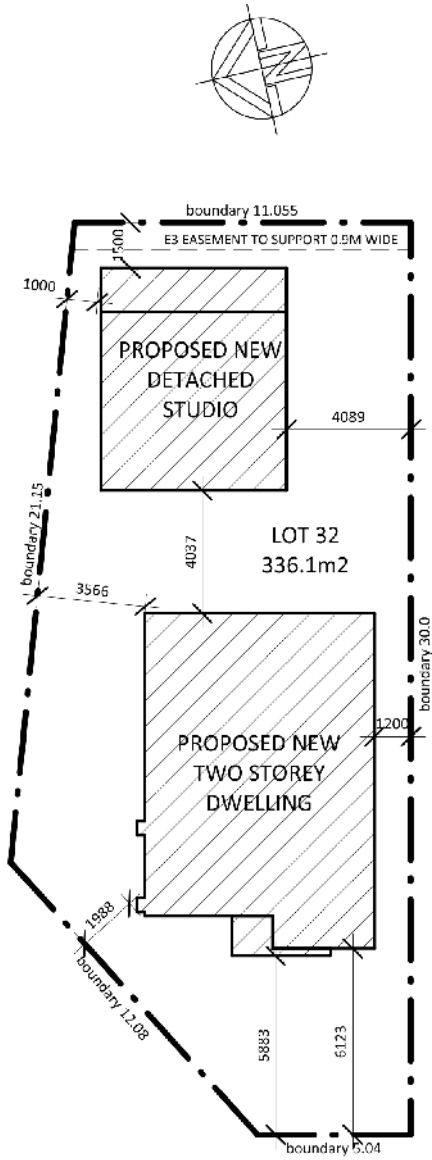 N
boundary 11.055
E3 EASEMENT TO SUPPORT 0.9M WIDE
1500
1000
PROPOSED NEW
DETACHED
STUDIO
4089
boundary 21.15
4037
LOT 32
336.1m2
3566
boundary 30.0
1200
PROPOSED NEW
TWO STOREY
DWELLING
1988
boundary 12.08
5883
6123
boundary 5.04